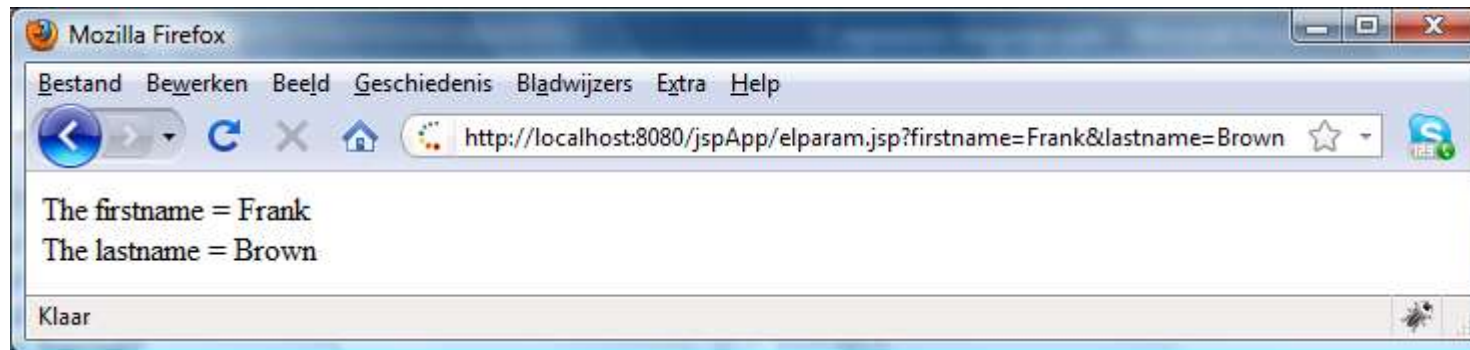 Mozilla Firefox
Bestand Bewerken Beeld Geschiedenis Bladwijzers Extra Help
http://localhost:8080/jspApp/elparam.jsp?firstname=Frank&lastname=Brown
The firstname = Frank
The lastname = Brown
Klaar